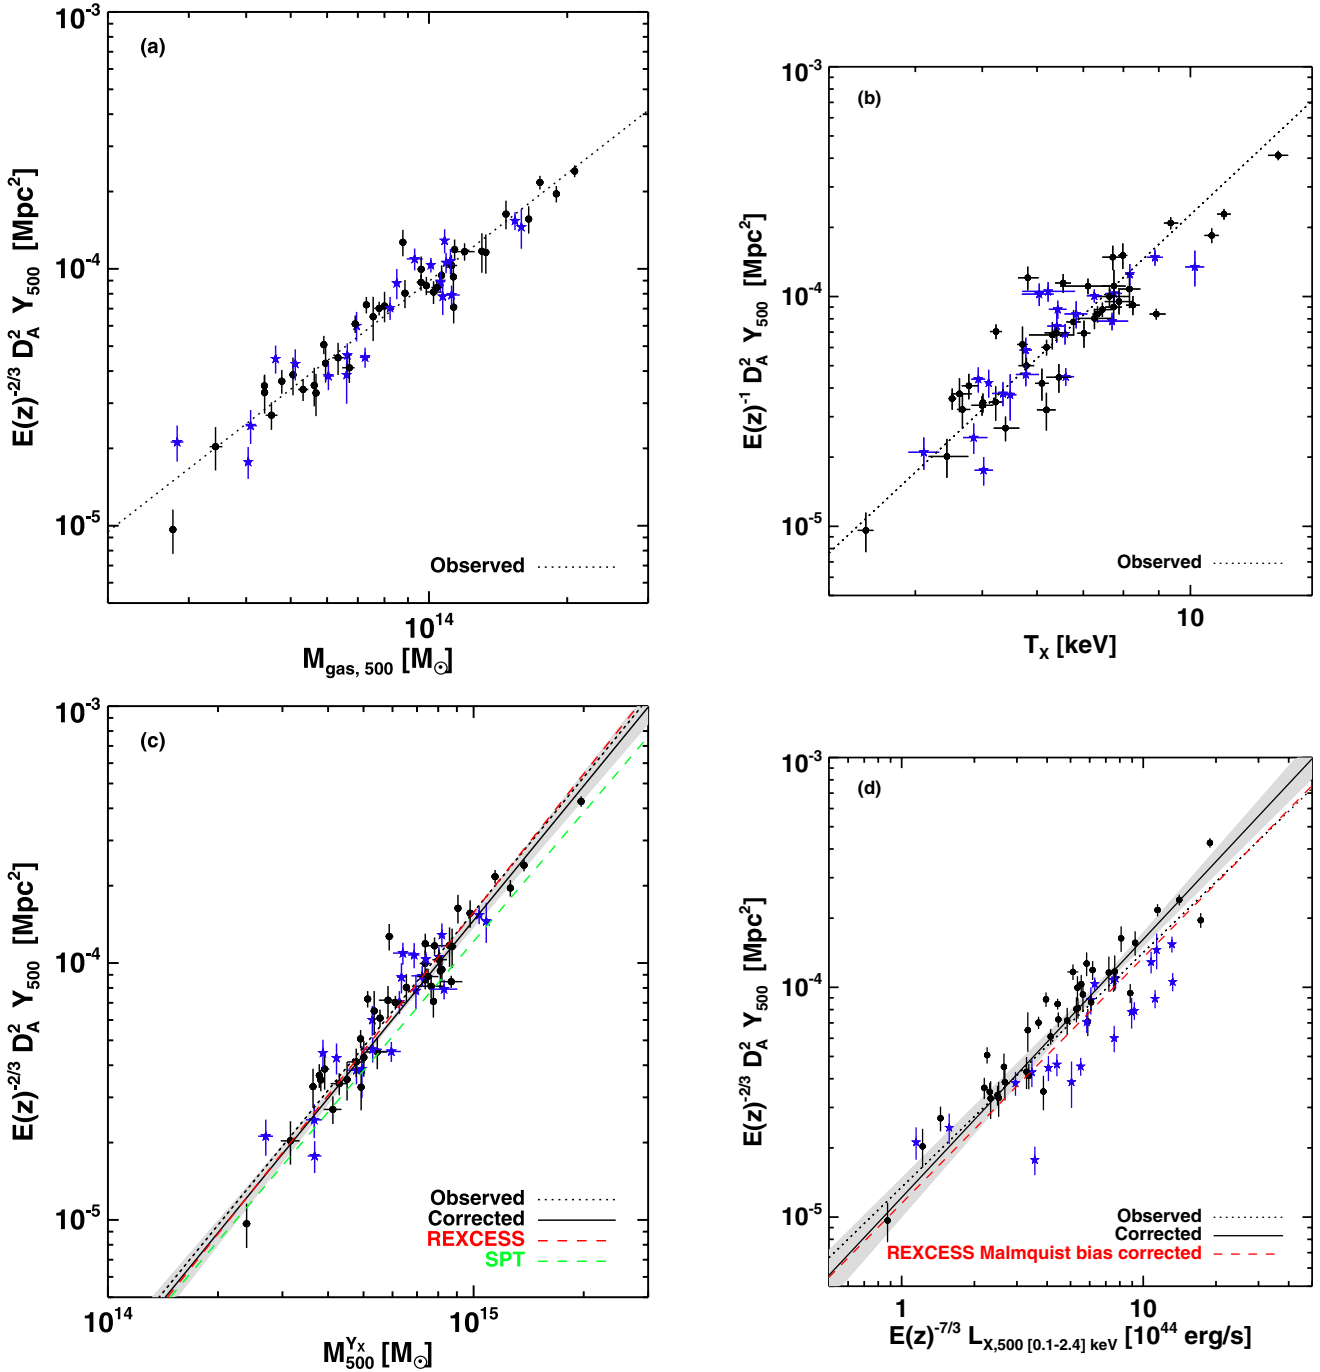 (a)
10^-3
10^-4
10^-5
E(z)^-2/3 D_A^2 Y_500 [Mpc^2]
Observed
10^14
M_gas, 500 [M_⊙]
(b)
10^-3
10^-4
10^-5
E(z)^-1 D_A^2 Y_500 [Mpc^2]
Observed
10
T_X [keV]
(c)
10^-3
10^-4
10^-5
E(z)^-2/3 D_A^2 Y_500 [Mpc^2]
Observed
Corrected
REXCESS
SPT
10^14
10^15
M_500^Y_X [M_⊙]
(d)
10^-3
10^-4
10^-5
E(z)^-2/3 D_A^2 Y_500 [Mpc^2]
Observed
Corrected
REXCESS Malmquist bias corrected
1
10
E(z)^-7/3 L_X,500 [0.1-2.4] keV [10^44 erg/s]